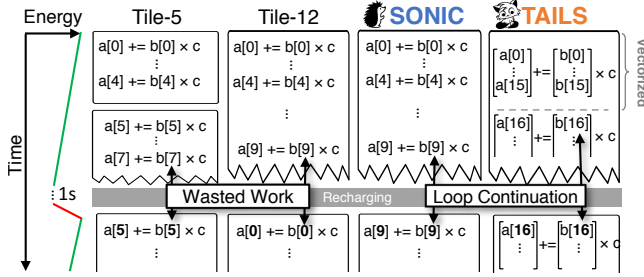 Energy
Time
⋮ 1s
Tile-5
a[0] += b[0] × c
⋮
a[4] += b[4] × c
a[5] += b[5] × c
⋮
a[7] += b[7] × c
a[5] += b[5] × c
⋮
Tile-12
a[0] += b[0] × c
⋮
a[4] += b[4] × c
⋮
a[9] += b[9] × c
a[0] += b[0] × c
⋮
SONIC
a[0] += b[0] × c
⋮
a[4] += b[4] × c
⋮
a[9] += b[9] × c
a[9] += b[9] × c
⋮
TAILS
[a[0] ⋮ a[15]] += [b[0] ⋮ b[15]] × c
[a[16] ⋮] += [b[16] ⋮] × c
[a[16] ⋮] += [b[16] ⋮] × c
Vectorized
Wasted Work
Recharging
Loop Continuation